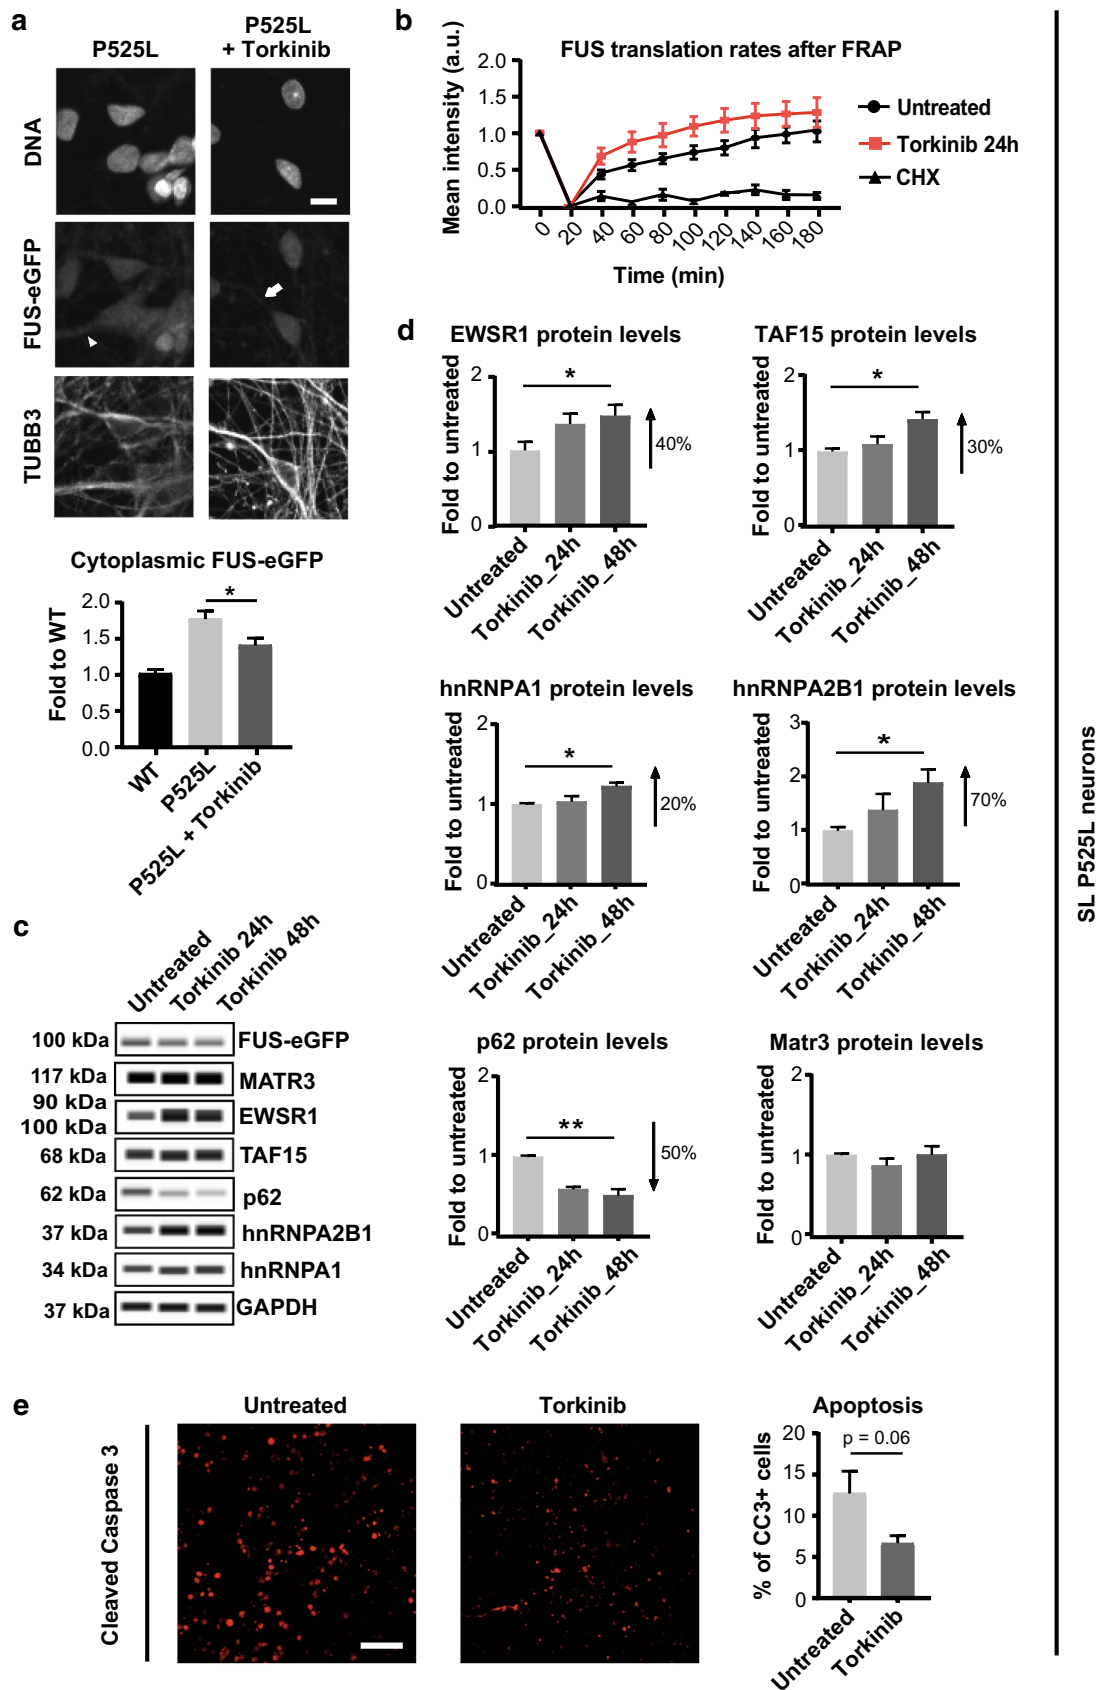 a
P525L
P525L
+ Torkinib
DNA
FUS-eGFP
TUBB3
Cytoplasmic FUS-eGFP
Fold to WT
2.0
1.5
1.0
0.5
0.0
*
WT
P525L
P525L + Torkinib
b
FUS translation rates after FRAP
Mean intensity (a.u.)
2.0
1.5
1.0
0.5
0.0
0
20
40
60
80
100
120
140
160
180
Time (min)
Untreated
Torkinib 24h
CHX
c
Untreated
Torkinib 24h
Torkinib 48h
100 kDa FUS-eGFP
117 kDa MATR3
90 kDa
100 kDa EWSR1
68 kDa TAF15
62 kDa p62
37 kDa hnRNPA2B1
34 kDa hnRNPA1
37 kDa GAPDH
d
EWSR1 protein levels
Fold to untreated
2
1
0
*
40%
Untreated
Torkinib_24h
Torkinib_48h
TAF15 protein levels
Fold to untreated
2
1
0
*
30%
Untreated
Torkinib_24h
Torkinib_48h
hnRNPA1 protein levels
Fold to untreated
2
1
0
*
20%
Untreated
Torkinib_24h
Torkinib_48h
hnRNPA2B1 protein levels
Fold to untreated
3
2
1
0
*
70%
Untreated
Torkinib_24h
Torkinib_48h
p62 protein levels
Fold to untreated
2
1
0
**
50%
Untreated
Torkinib_24h
Torkinib_48h
Matr3 protein levels
Fold to untreated
2
1
0
Untreated
Torkinib_24h
Torkinib_48h
e
Cleaved Caspase 3
Untreated
Torkinib
Apoptosis
% of CC3+ cells
20
15
10
5
0
p = 0.06
Untreated
Torkinib
SL P525L neurons